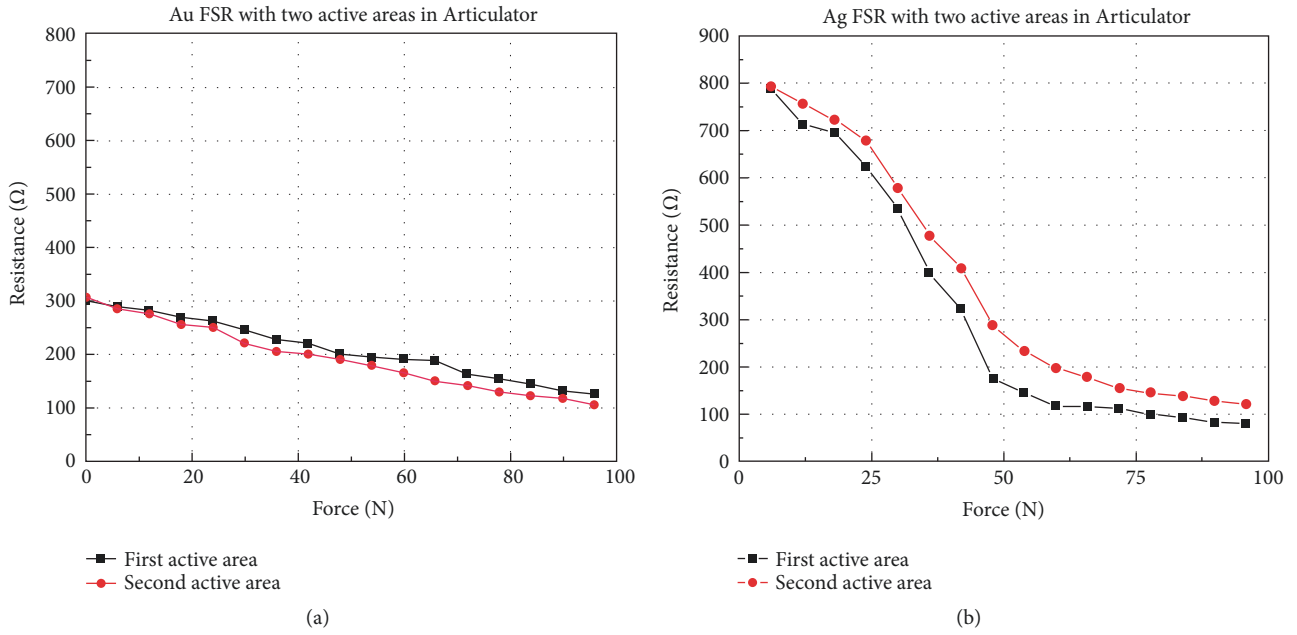 Au FSR with two active areas in Articulator
800
700
600
500
400
300
200
100
0
Resistance (Ω)
0 20 40 60 80 100
Force (N)
First active area
Second active area
(a)
Ag FSR with two active areas in Articulator
900
800
700
600
500
400
300
200
100
0
Resistance (Ω)
0 25 50 75 100
Force (N)
First active area
Second active area
(b)